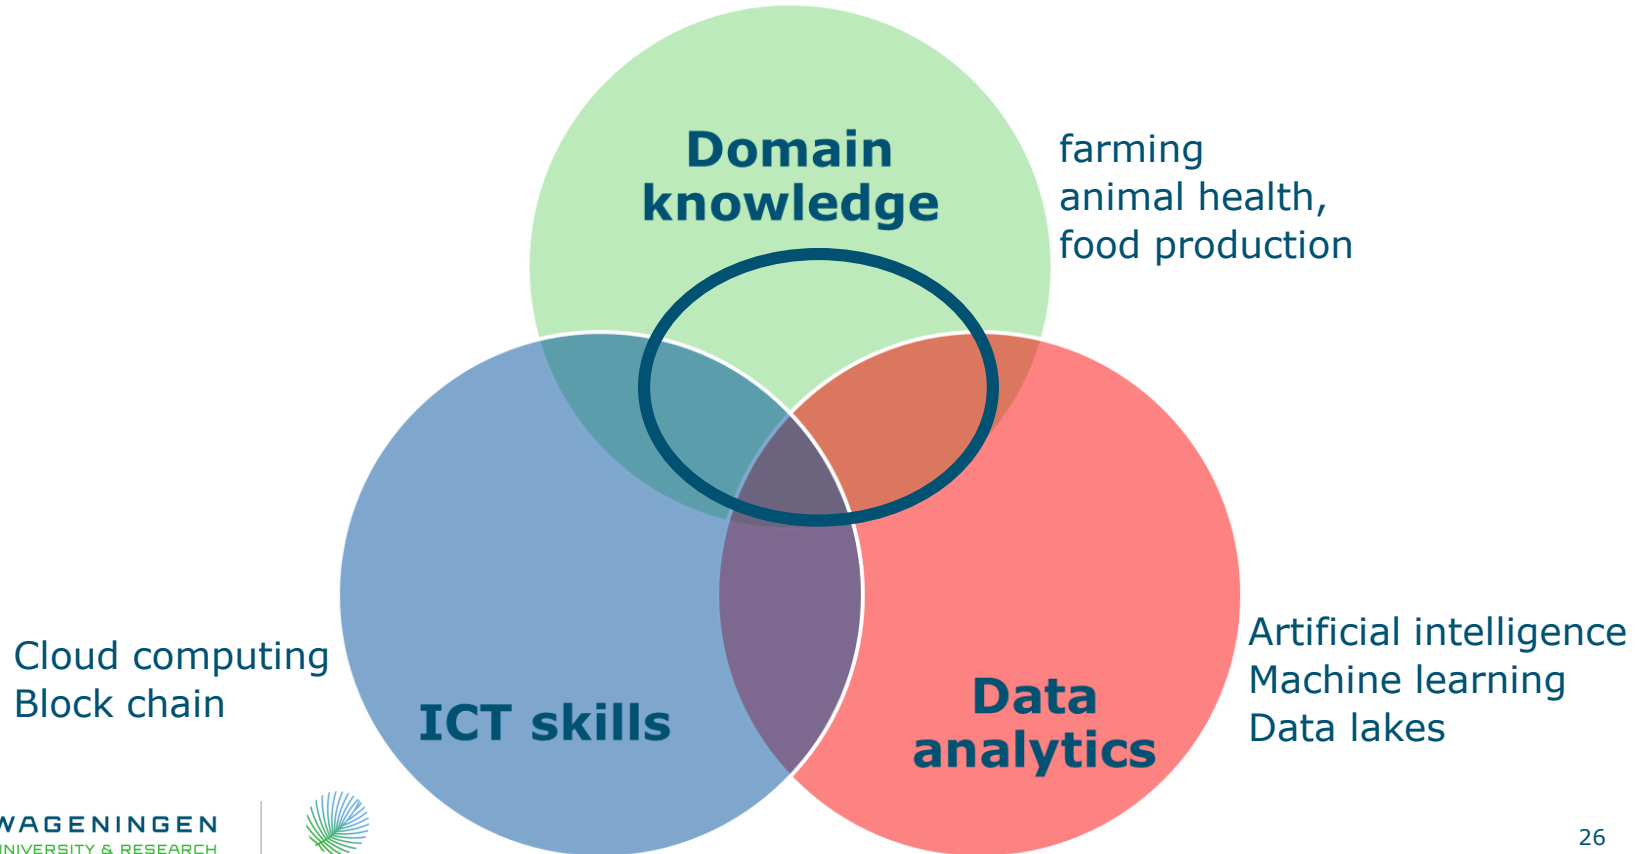 Domain
knowledge
farming
animal health,
food production
Cloud computing
Block chain
ICT skills
Data
analytics
Artificial intelligence
Machine learning
Data lakes
WAGENINGEN
UNIVERSITY & RESEARCH
26